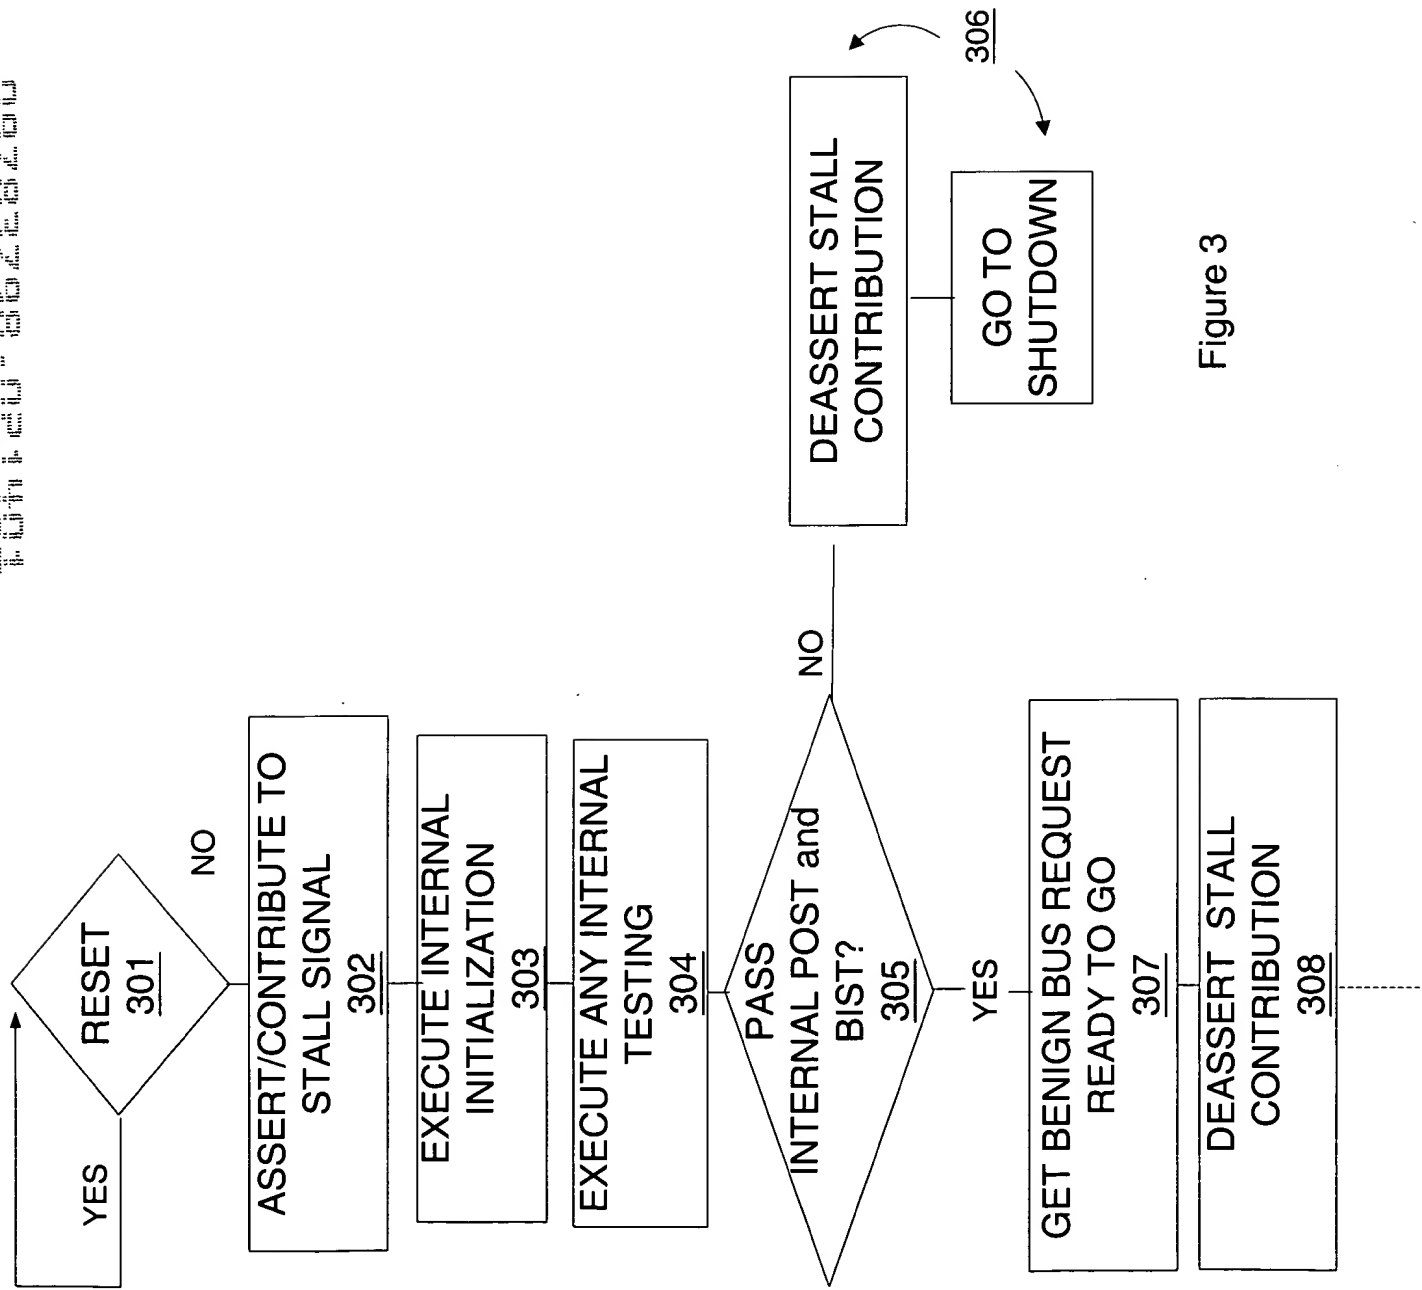 YES
RESET
301
NO
ASSERT/CONTRIBUTE TO
STALL SIGNAL
302
EXECUTE INTERNAL
INITIALIZATION
303
EXECUTE ANY INTERNAL
TESTING
304
PASS
INTERNAL POST and
BIST?
305
NO
DEASSERT STALL
CONTRIBUTION
GO TO
SHUTDOWN
306
YES
GET BENIGN BUS REQUEST
READY TO GO
307
DEASSERT STALL
CONTRIBUTION
308
Figure 3